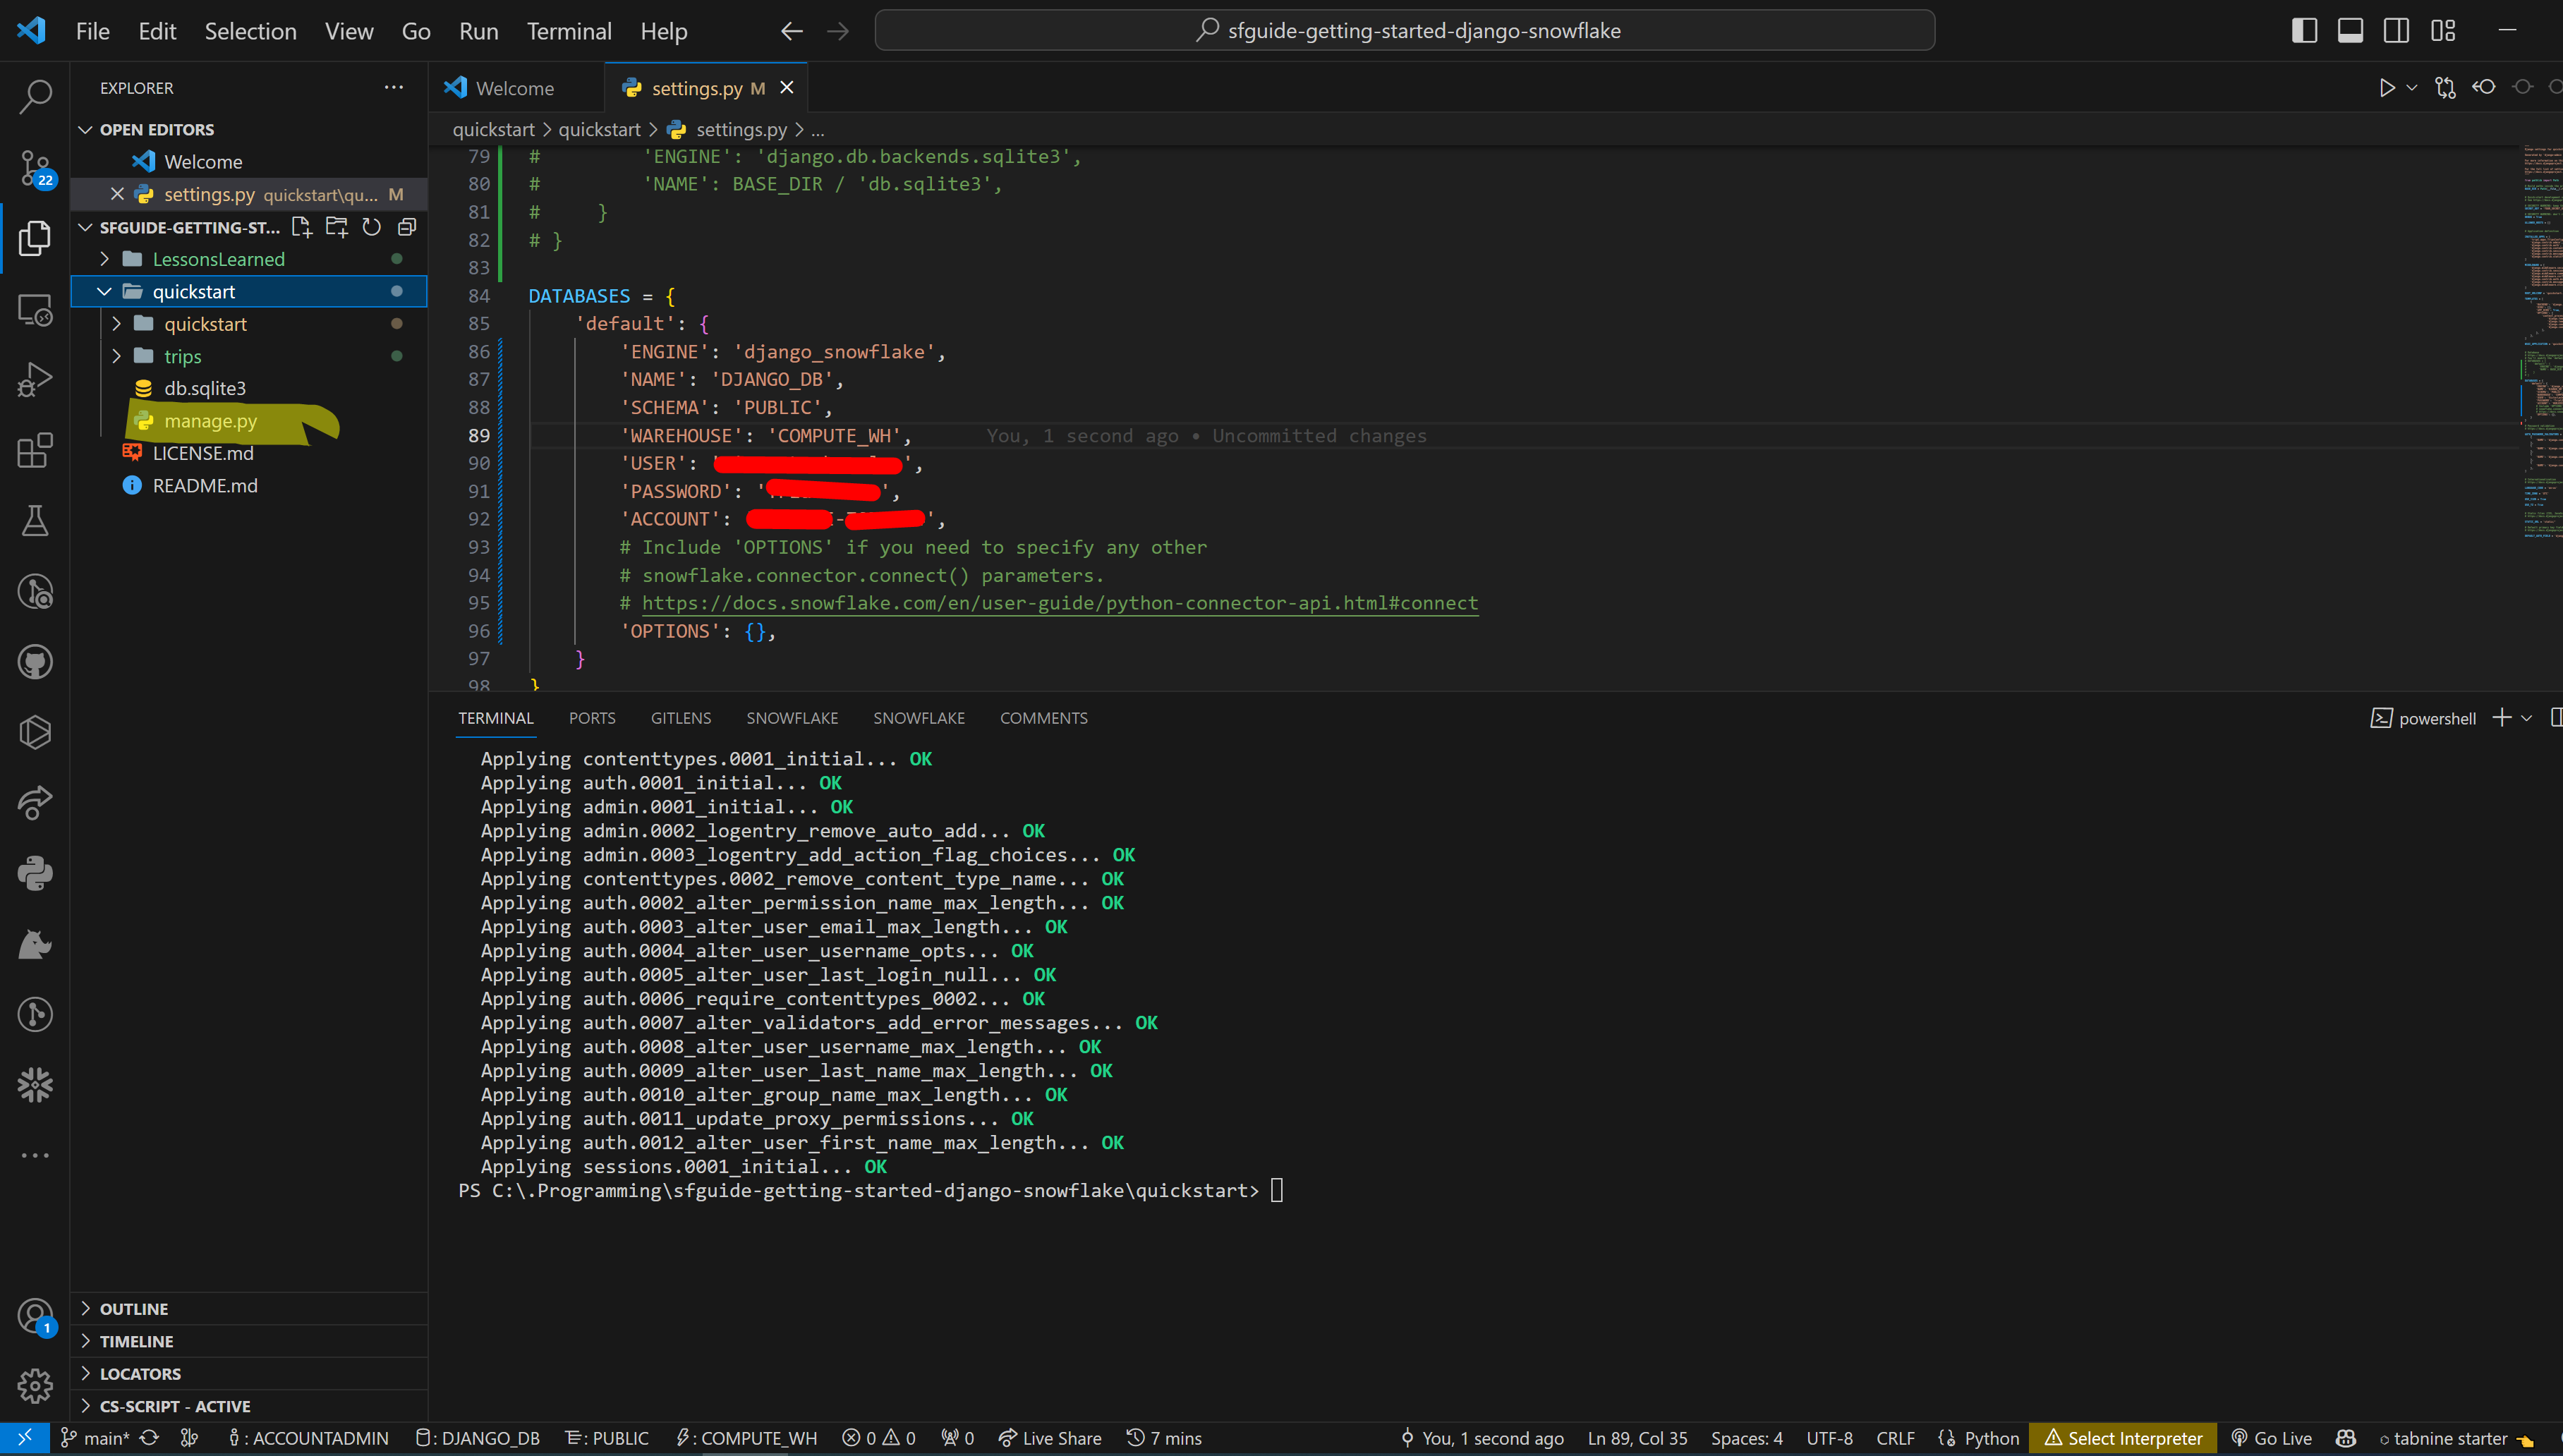 File Edit Selection View Go Run Terminal Help
sfguide-getting-started-django-snowflake
EXPLORER
OPEN EDITORS
Welcome
settings.py quickstart\qu... M
SFGUIDE-GETTING-ST...
LessonsLearned
quickstart
quickstart
trips
db.sqlite3
manage.py
LICENSE.md
README.md
22
1
OUTLINE
TIMELINE
LOCATORS
CS-SCRIPT - ACTIVE
Welcome
settings.py M
quickstart > quickstart > settings.py > ...
79 # 'ENGINE': 'django.db.backends.sqlite3',
80 # 'NAME': BASE_DIR / 'db.sqlite3',
81 # }
82 # }
83
84 DATABASES = {
85 'default': {
86 'ENGINE': 'django_snowflake',
87 'NAME': 'DJANGO_DB',
88 'SCHEMA': 'PUBLIC',
89 'WAREHOUSE': 'COMPUTE_WH', You, 1 second ago • Uncommitted changes
90 'USER': ',
91 'PASSWORD': ' ',
92 'ACCOUNT': - ',
93 # Include 'OPTIONS' if you need to specify any other
94 # snowflake.connector.connect() parameters.
95 # https://docs.snowflake.com/en/user-guide/python-connector-api.html#connect
96 'OPTIONS': {},
97 }
98 }
TERMINAL PORTS GITLENS SNOWFLAKE SNOWFLAKE COMMENTS
powershell
Applying contenttypes.0001_initial... OK
Applying auth.0001_initial... OK
Applying admin.0001_initial... OK
Applying admin.0002_logentry_remove_auto_add... OK
Applying admin.0003_logentry_add_action_flag_choices... OK
Applying contenttypes.0002_remove_content_type_name... OK
Applying auth.0002_alter_permission_name_max_length... OK
Applying auth.0003_alter_user_email_max_length... OK
Applying auth.0004_alter_user_username_opts... OK
Applying auth.0005_alter_user_last_login_null... OK
Applying auth.0006_require_contenttypes_0002... OK
Applying auth.0007_alter_validators_add_error_messages... OK
Applying auth.0008_alter_user_username_max_length... OK
Applying auth.0009_alter_user_last_name_max_length... OK
Applying auth.0010_alter_group_name_max_length... OK
Applying auth.0011_update_proxy_permissions... OK
Applying auth.0012_alter_user_first_name_max_length... OK
Applying sessions.0001_initial... OK
PS C:\.Programming\sfguide-getting-started-django-snowflake\quickstart>
main* : ACCOUNTADMIN : DJANGO_DB : PUBLIC : COMPUTE_WH 0 0 0 Live Share 7 mins You, 1 second ago Ln 89, Col 35 Spaces: 4 UTF-8 CRLF Python Select Interpreter Go Live tabnine starter